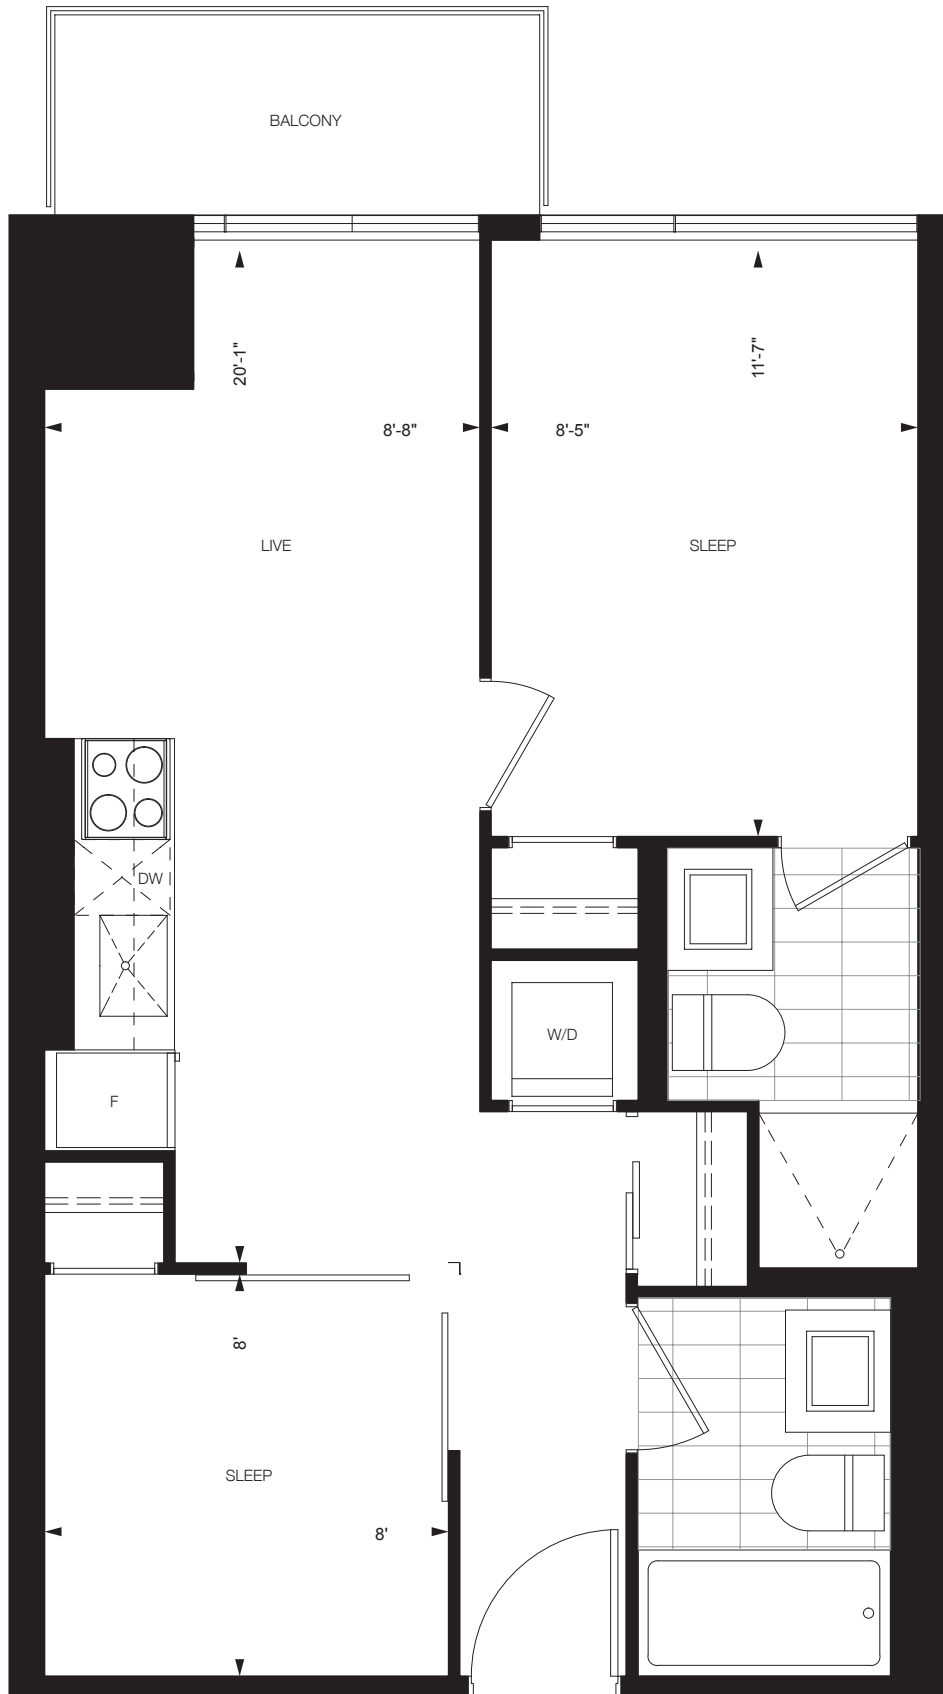 BALCONY
20'-1"
11'-7"
8'-8"
8'-5"
LIVE
SLEEP
DW
W/D
F
8'
SLEEP
8'